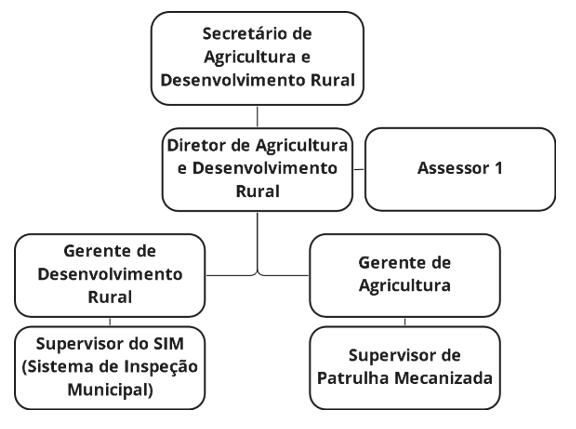 Secretário de
Agricultura e
Desenvolvimento Rural
Diretor de Agricultura
e Desenvolvimento
Rural
Assessor 1
Gerente de
Desenvolvimento
Rural
Gerente de
Agricultura
Supervisor do SIM
(Sistema de Inspeção
Municipal)
Supervisor de
Patrulha Mecanizada